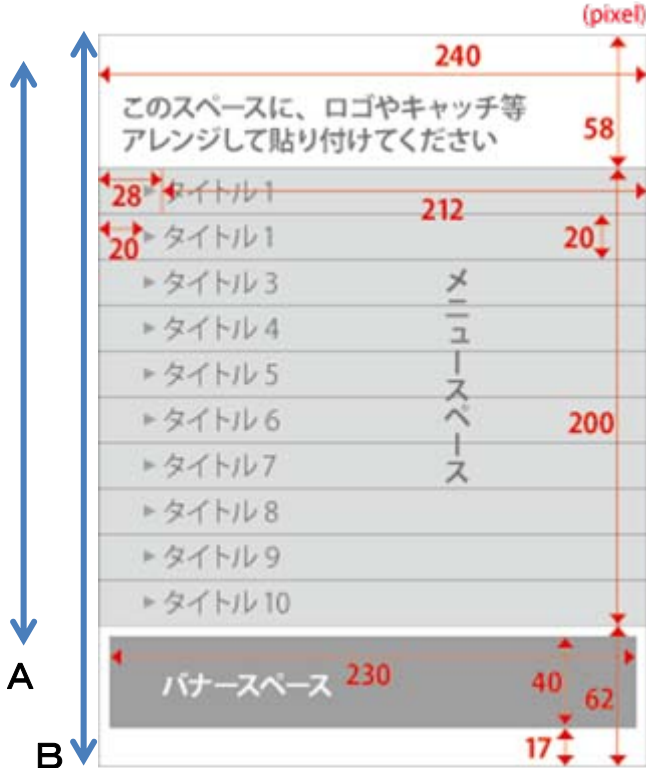 (pixel)
240
このスペースに、ロゴやキャッチ等
アレンジして貼り付けてください
58
28
タイトル 1
212
20
タイトル 1
20
タイトル 3
タイトル 4
タイトル 5
タイトル 6
タイトル 7
タイトル 8
タイトル 9
タイトル 10
メニュースペース
200
バナースペース
230
40
62
17
A
B